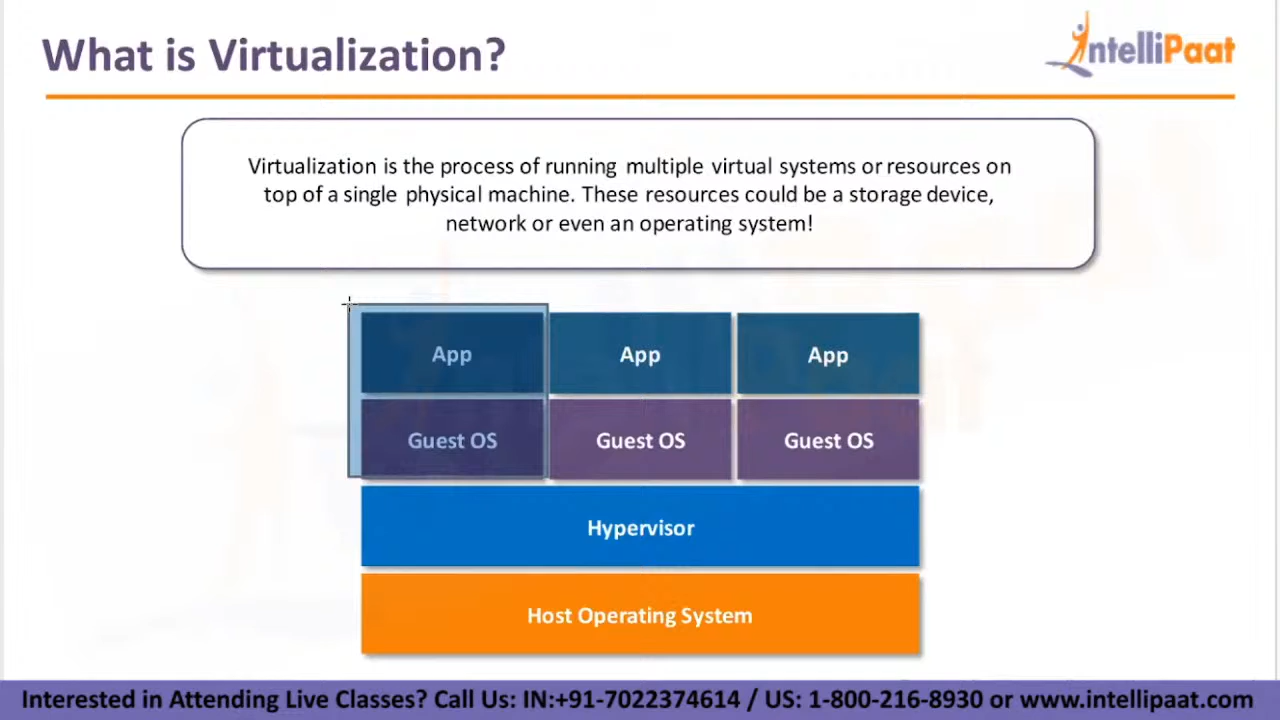 What is Virtualization?
IntelliPaat
Virtualization is the process of running multiple virtual systems or resources on
top of a single physical machine. These resources could be a storage device,
network or even an operating system!
App App App
Guest OS Guest OS Guest OS
Hypervisor
Host Operating System
Interested in Attending Live Classes? Call Us: IN:+91-7022374614 / US: 1-800-216-8930 or www.intellipaat.com